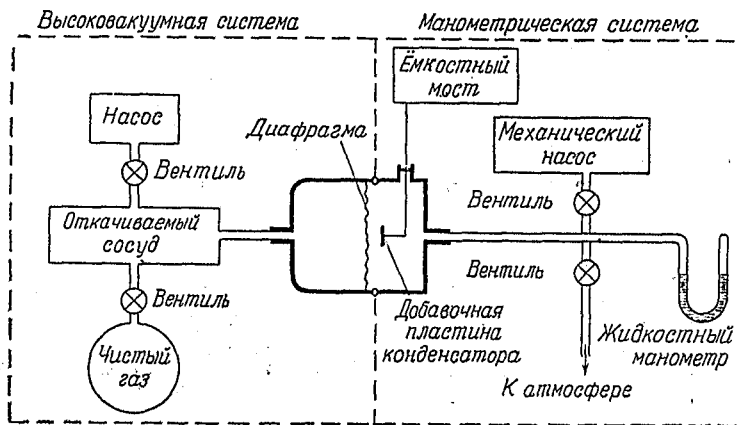 Высоковакуумная система
Манометрическая система
Ёмкостный
мост
Насос
Диафрагма
Механический
насос
Вентиль
Вентиль
Откачиваемый
сосуд
Вентиль
Вентиль
Добавочная
пластина
конденсатора
Жидкостный
манометр
Чистый
газ
К атмосфере